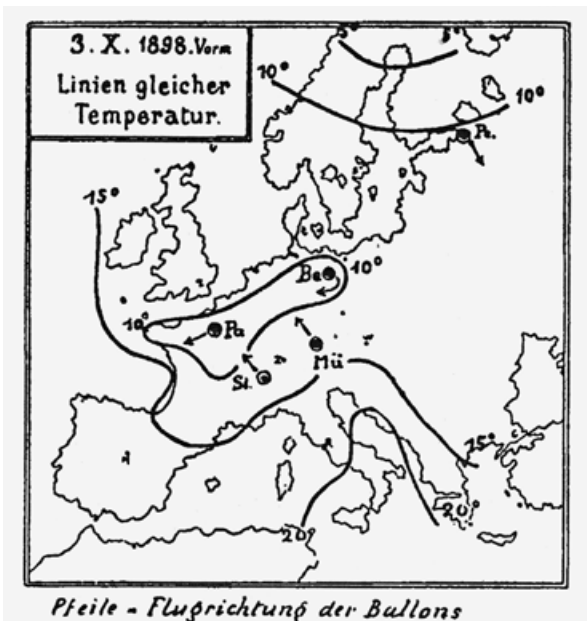 3. X. 1898. Vorm
Linien gleicher
Temperatur.
5° 5°
10° 10°
Pe.
15°
Be 10°
10° Pa
Mü
St.
15°
20° 20°
Pfeile = Flugrichtung der Ballons